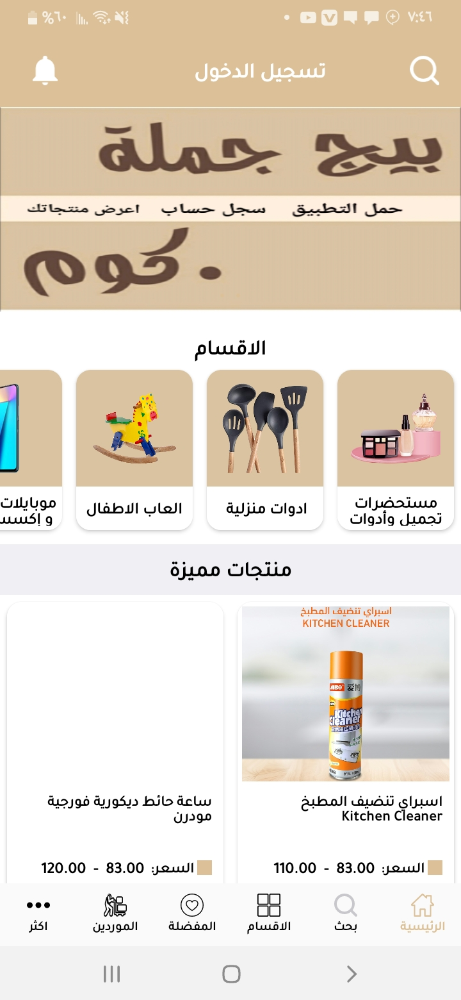 ٧:٤٦
%٦٠
تسجيل الدخول
بيج جملة
حمل التطبيق سجل حساب اعرض منتجاتك
.كوم
الاقسام
مستحضرات
تجميل وأدوات
ادوات منزلية
العاب الاطفال
موبايلات
و إكسس
منتجات مميزة
اسبراي تنضيف المطبخ
KITCHEN CLEANER
爱博
Kitchen
Cleaner
اسبراي تنضيف المطبخ
Kitchen Cleaner
السعر: 83.00 - 110.00
ساعة حائط ديكورية فورجية
مودرن
السعر: 83.00 - 120.00
الرئيسية
بحث
الاقسام
المفضلة
الموردين
اكثر